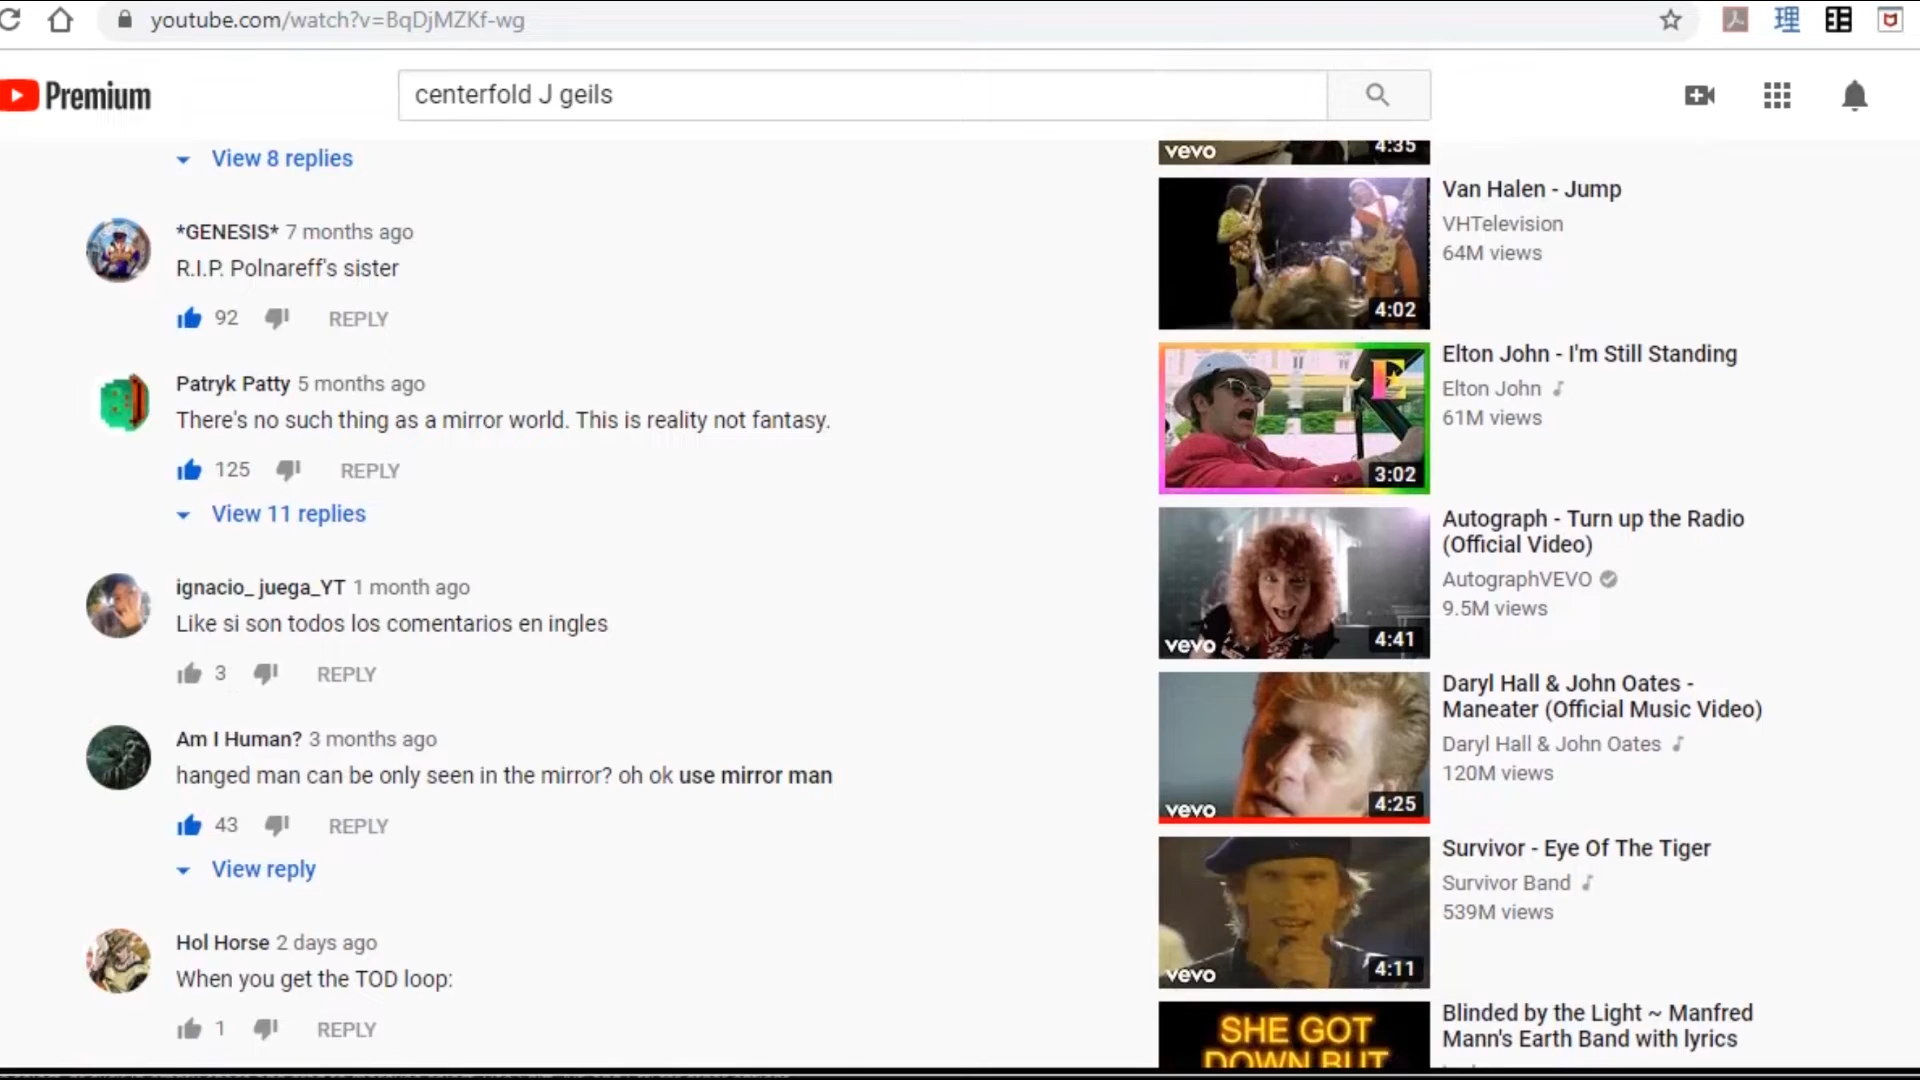 youtube.com/watch?v=BqDjMZKf-wg
理
Premium
centerfold J geils
View 8 replies
*GENESIS* 7 months ago
R.I.P. Polnareff's sister
92 REPLY
Patryk Patty 5 months ago
There's no such thing as a mirror world. This is reality not fantasy.
125 REPLY
View 11 replies
ignacio_ juega_YT 1 month ago
Like si son todos los comentarios en ingles
3 REPLY
Am I Human? 3 months ago
hanged man can be only seen in the mirror? oh ok use mirror man
43 REPLY
View reply
Hol Horse 2 days ago
When you get the TOD loop:
1 REPLY
vevo 4:35
4:02
Van Halen - Jump
VHTelevision
64M views
E
3:02
Elton John - I'm Still Standing
Elton John
61M views
vevo 4:41
Autograph - Turn up the Radio
(Official Video)
AutographVEVO
9.5M views
vevo 4:25
Daryl Hall & John Oates -
Maneater (Official Music Video)
Daryl Hall & John Oates
120M views
vevo 4:11
Survivor - Eye Of The Tiger
Survivor Band
539M views
SHE GOT
DOWN BUT
Blinded by the Light ~ Manfred
Mann's Earth Band with lyrics